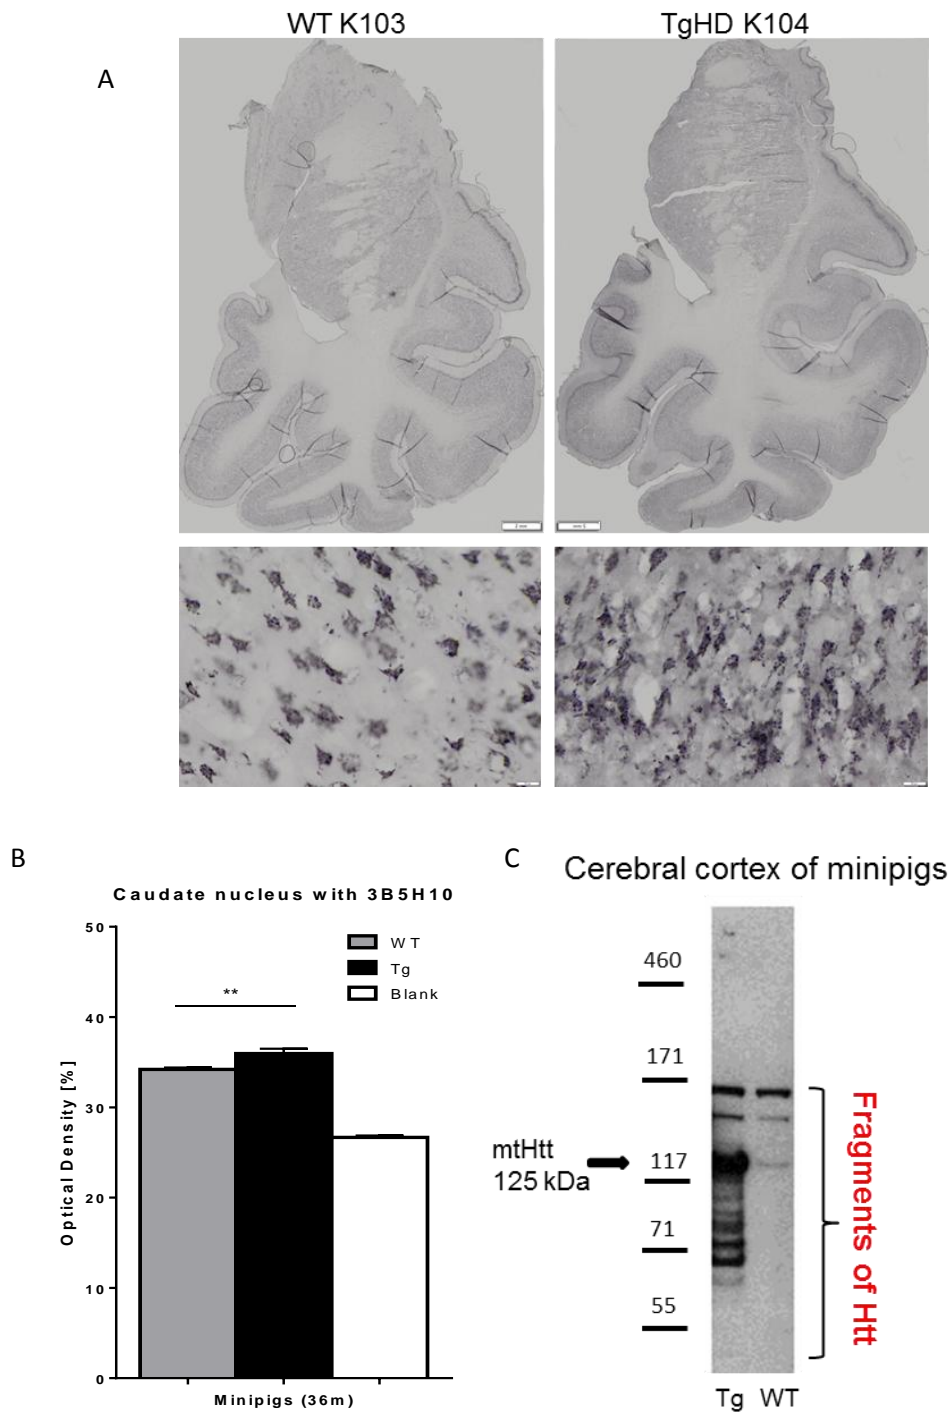 WT K103
TgHD K104
A
2 mm
B
Caudate nucleus with 3B5H10
50
40
30
20
10
0
Optical Density [%]
**
WT
Tg
Blank
Minipigs (36m)
C
Cerebral cortex of minipigs
460
171
117
71
55
mtHtt
125 kDa
Fragments of Htt
Tg WT